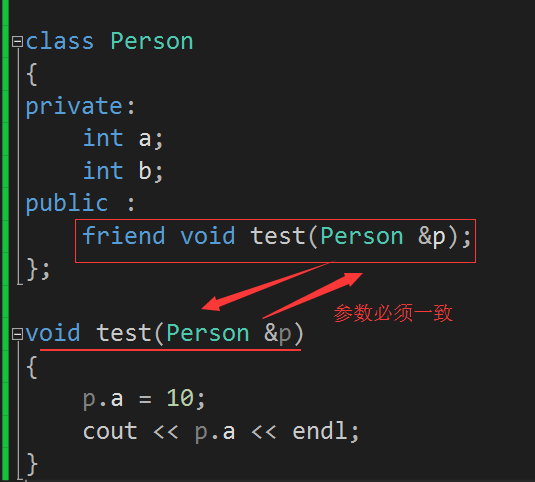 class Person
{
private:
int a;
int b;
public :
friend void test(Person &p);
};
参数必须一致
void test(Person &p)
{
p.a = 10;
cout << p.a << endl;
}